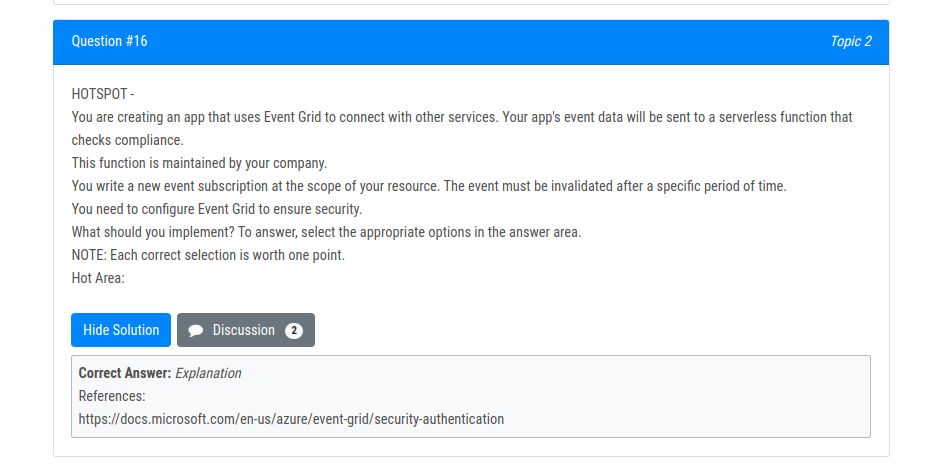 Question #16
Topic 2
HOTSPOT -
You are creating an app that uses Event Grid to connect with other services. Your app's event data will be sent to a serverless function that
checks compliance.
This function is maintained by your company.
You write a new event subscription at the scope of your resource. The event must be invalidated after a specific period of time.
You need to configure Event Grid to ensure security.
What should you implement? To answer, select the appropriate options in the answer area.
NOTE: Each correct selection is worth one point.
Hot Area:
Hide Solution
Discussion 2
Correct Answer: Explanation
References:
https://docs.microsoft.com/en-us/azure/event-grid/security-authentication